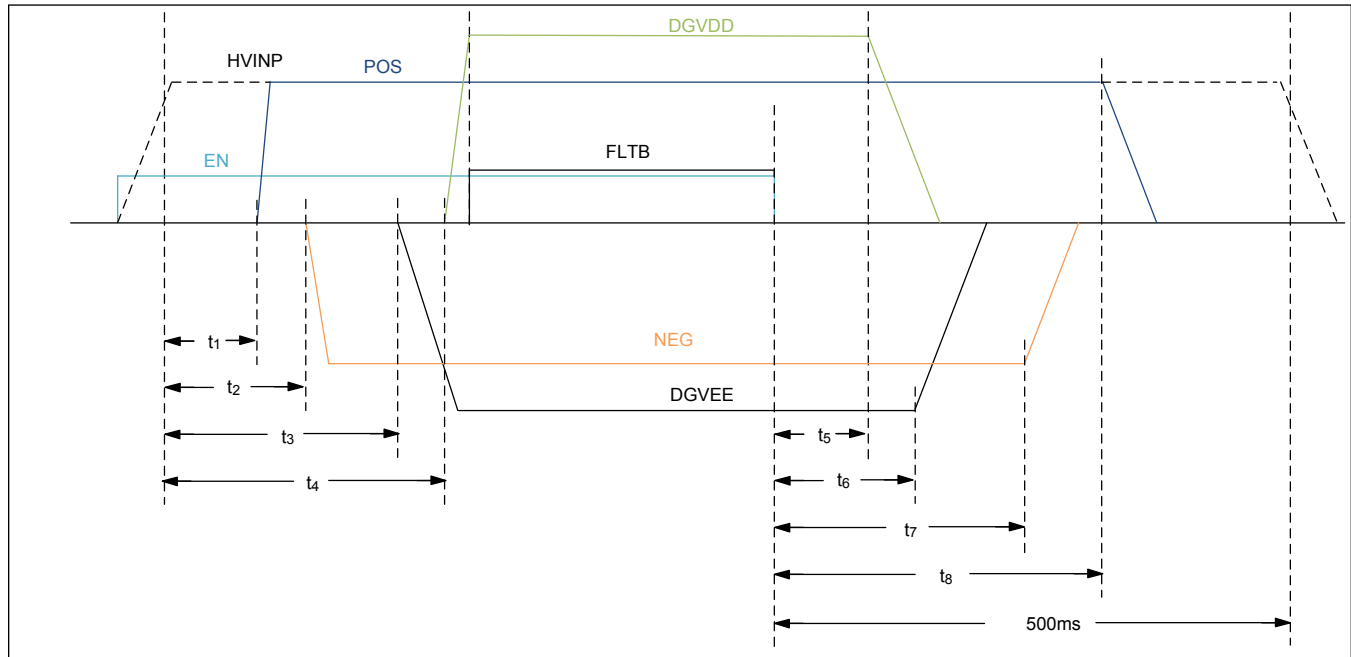 DGVDD
HVINP
POS
FLTB
EN
t1
NEG
t2
DGVEE
t3
t5
t4
t6
t7
t8
500ms